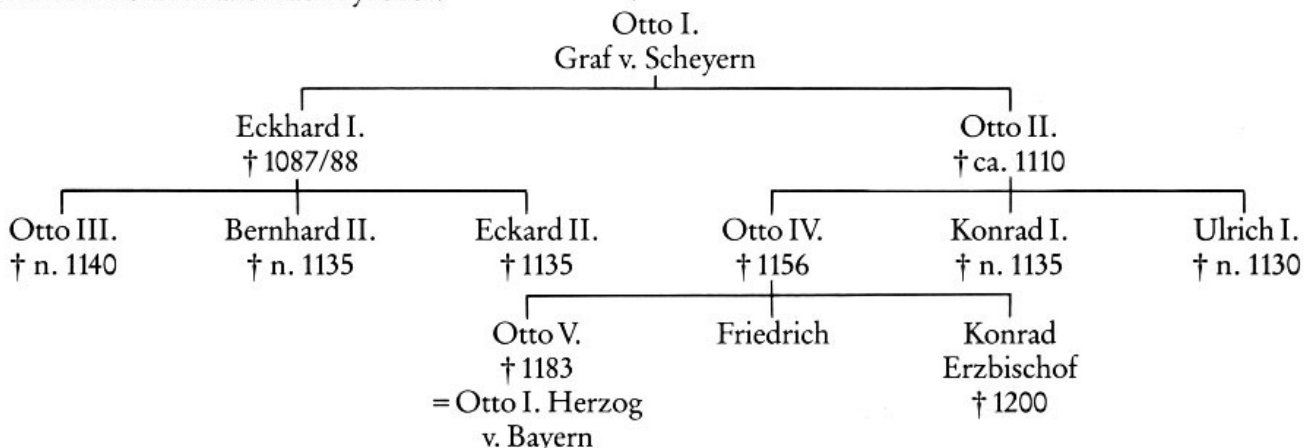 Otto I.
Graf v. Scheyern
Eckhard I.
† 1087/88
Otto II.
† ca. 1110
Otto III.
† n. 1140
Bernhard II.
† n. 1135
Eckard II.
† 1135
Otto IV.
† 1156
Konrad I.
† n. 1135
Ulrich I.
† n. 1130
Otto V.
† 1183
= Otto I. Herzog
v. Bayern
Friedrich
Konrad
Erzbischof
† 1200